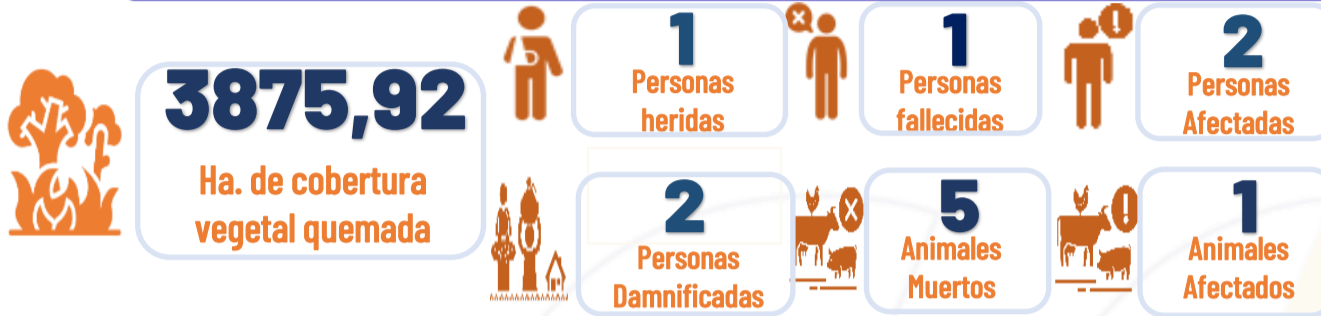 3875,92
Ha. de cobertura
vegetal quemada
1
Personas
heridas
1
Personas
fallecidas
2
Personas
Afectadas
2
Personas
Damnificadas
5
Animales
Muertos
1
Animales
Afectados